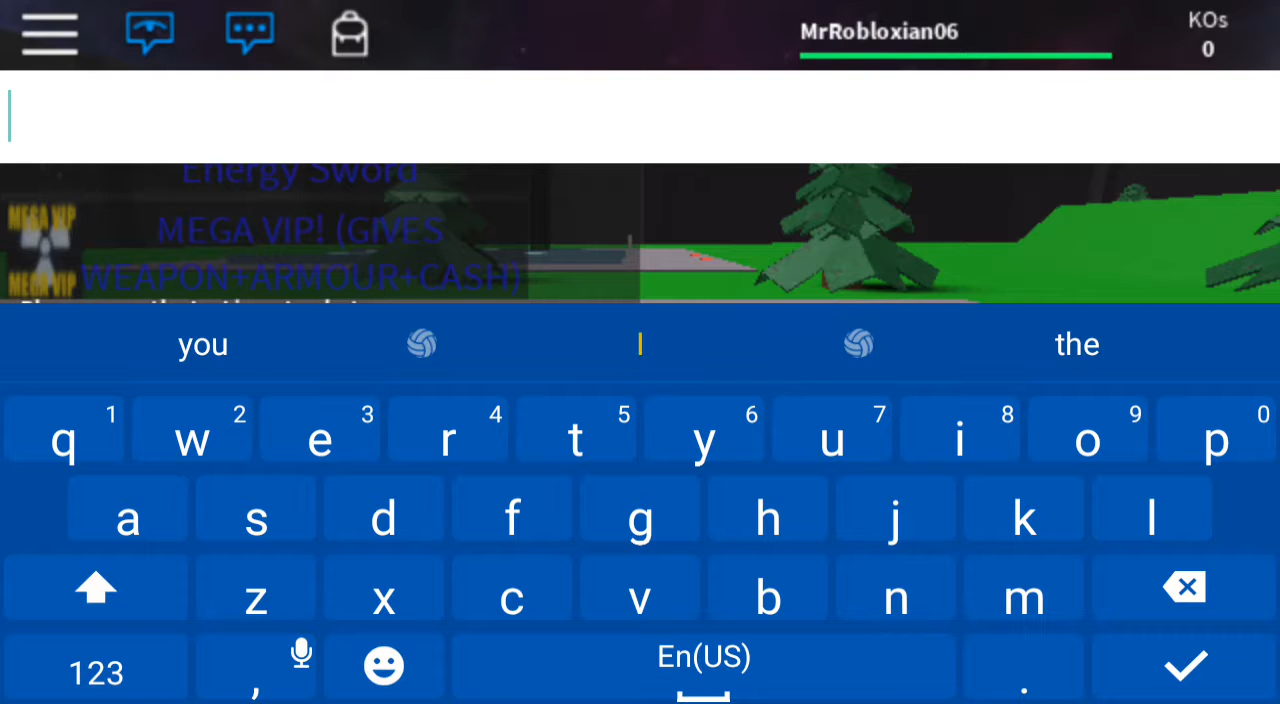 MrRobloxian06
KOs
0
Energy Sword
MEGA VIP
MEGA VIP! (GIVES
WEAPON+ARMOUR+CASH)
MEGA VIP
you
I
the
1 2 3 4 5 6 7 8 9 0
q w e r t y u i o p
a s d f g h j k l
z x c v b n m
En(US)
123 , .